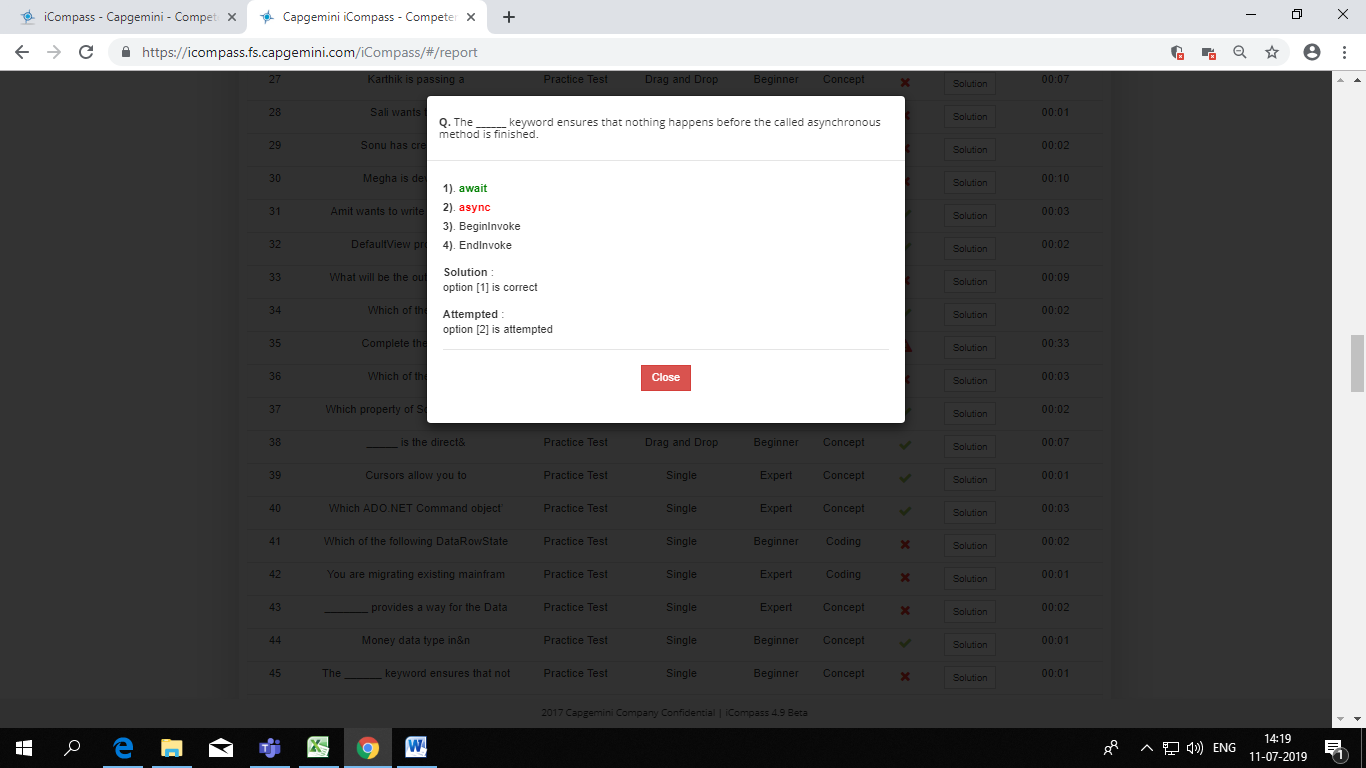 iCompass - Capgemini - Compet
Capgemini iCompass - Competen
https://icompass.fs.capgemini.com/iCompass/#/report
27 Karthik is passing a Practice Test Drag and Drop Beginner Concept Solution 00:07
28 Sali wants Solution 00:01
29 Sonu has cre Solution 00:02
30 Megha is de Solution 00:10
31 Amit wants to write Solution 00:03
32 DefaultView pr Solution 00:02
33 What will be the out Solution 00:09
34 Which of th Solution 00:02
35 Complete the Solution 00:33
36 Which of th Solution 00:03
37 Which property of S Solution 00:02
Q. The ______ keyword ensures that nothing happens before the called asynchronous
method is finished.
1). await
2). async
3). BeginInvoke
4). EndInvoke
Solution :
option [1] is correct
Attempted :
option [2] is attempted
Close
38 _____ is the direct& Practice Test Drag and Drop Beginner Concept Solution 00:07
39 Cursors allow you to Practice Test Single Expert Concept Solution 00:01
40 Which ADO.NET Command object' Practice Test Single Expert Concept Solution 00:03
41 Which of the following DataRowState Practice Test Single Beginner Coding Solution 00:02
42 You are migrating existing mainfram Practice Test Single Expert Coding Solution 00:01
43 _______ provides a way for the Data Practice Test Single Expert Concept Solution 00:02
44 Money data type in&n Practice Test Single Beginner Concept Solution 00:01
45 The ______ keyword ensures that not Practice Test Single Beginner Concept Solution 00:01
2017 Capgemini Company Confidential | iCompass 4.9 Beta
ENG
14:19
11-07-2019
1